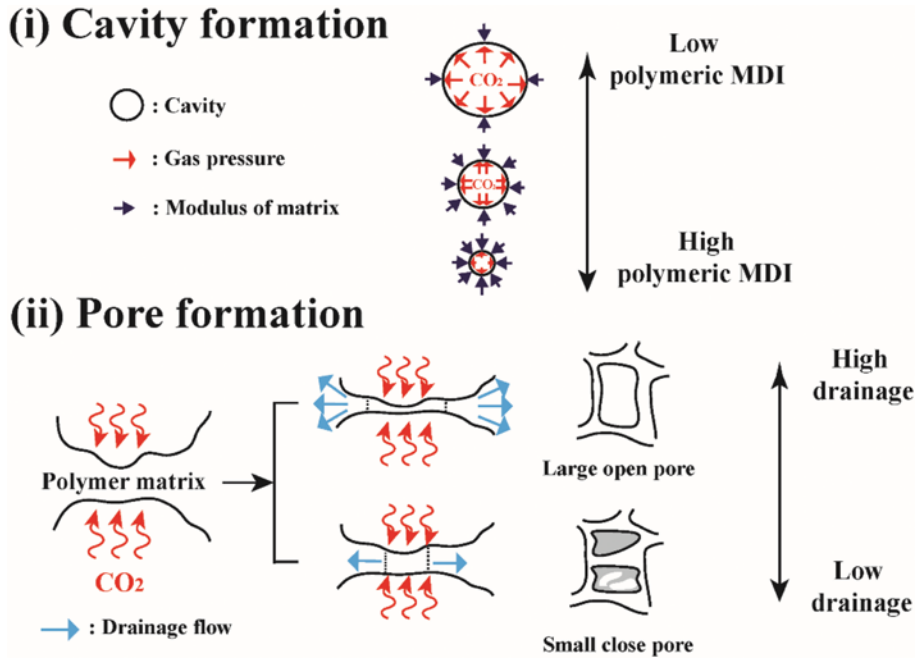 (i) Cavity formation
: Cavity
: Gas pressure
: Modulus of matrix
CO₂
CO₂
Low
polymeric MDI
High
polymeric MDI
(ii) Pore formation
Polymer matrix
CO₂
: Drainage flow
Large open pore
Small close pore
High
drainage
Low
drainage